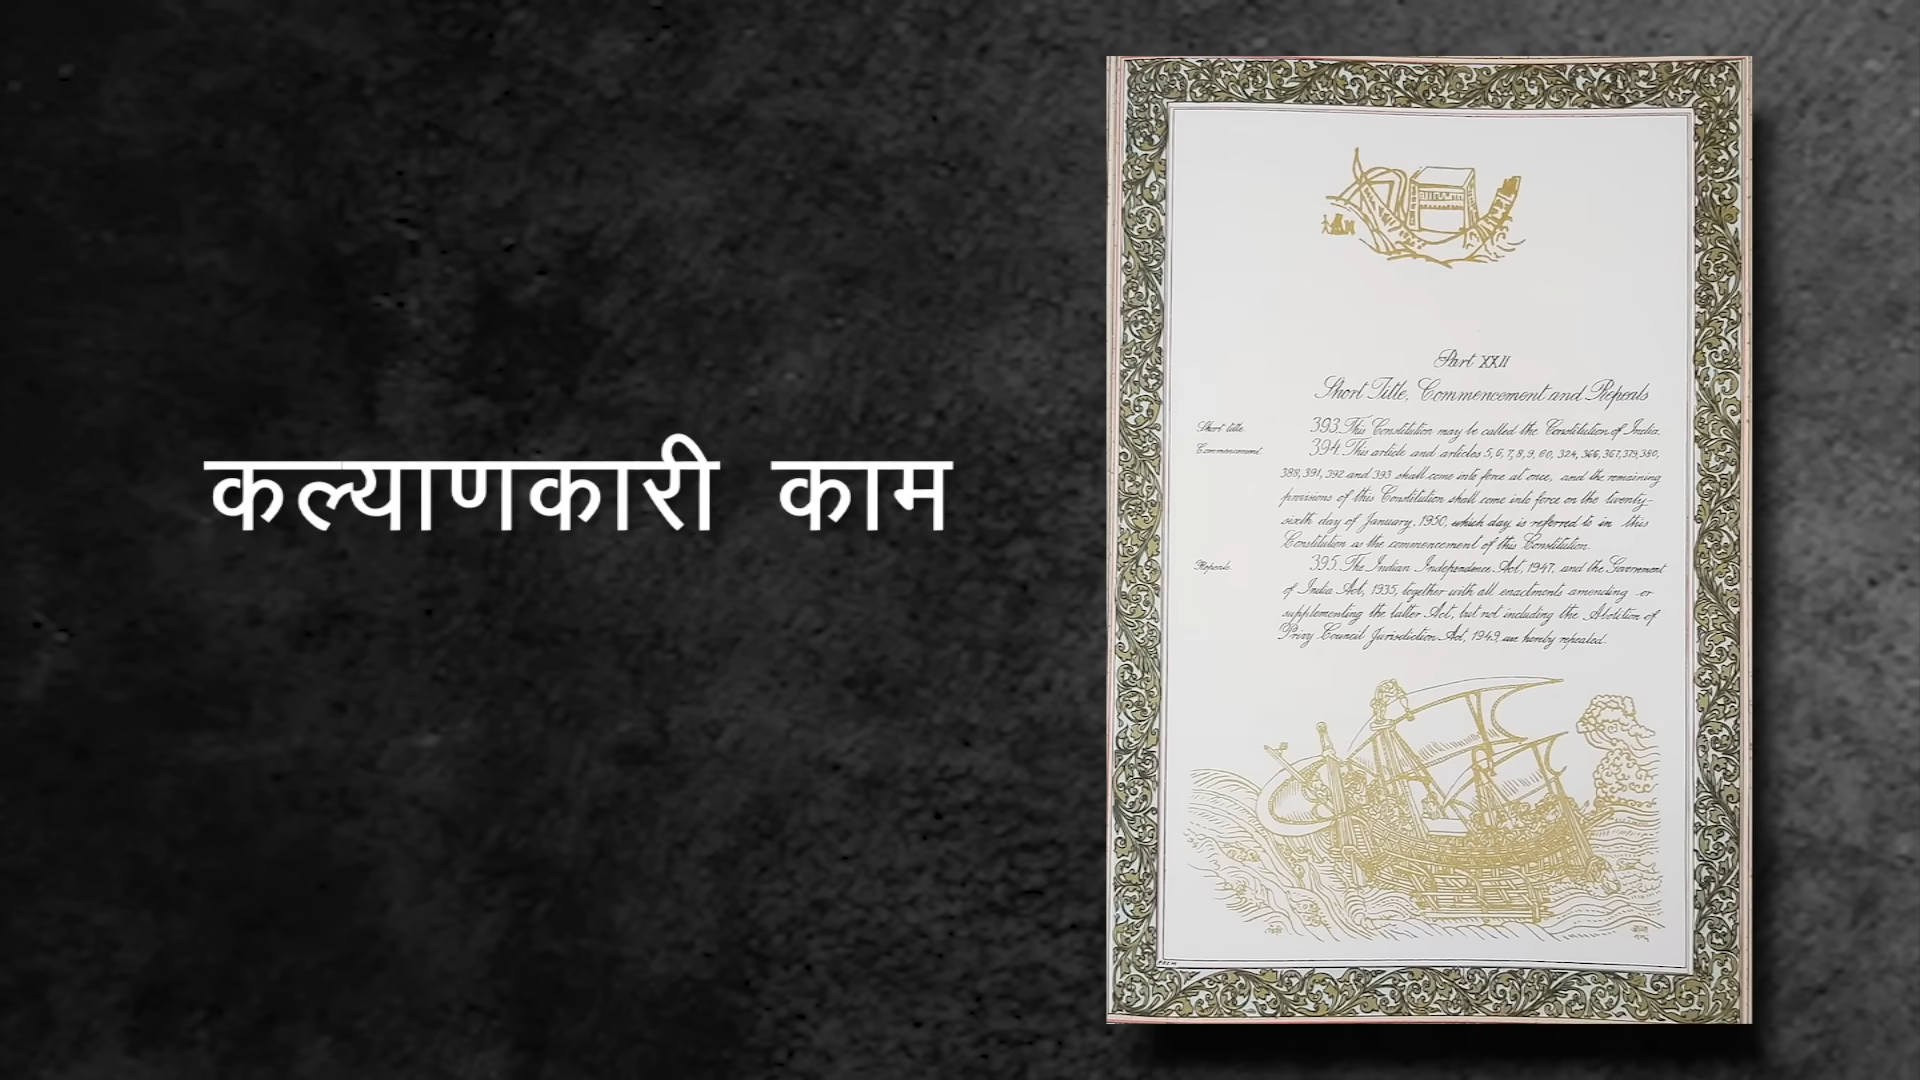 कल्याणकारी काम
Part XXII
Short Title, Commencement and Repeals
Short title.
393. This Constitution may be called the Constitution of India.
Commencement.
394. This article and articles 5, 6, 7, 8, 9, 60, 324, 366, 367, 379, 380,
388, 391, 392 and 393 shall come into force at once, and the remaining
provisions of this Constitution shall come into force on the twenty-
sixth day of January, 1950, which day is referred to in this
Constitution as the commencement of this Constitution.
Repeals.
395. The Indian Independence Act, 1947, and the Government
of India Act, 1935, together with all enactments amending or
supplementing the latter Act, but not including the Abolition of
Privy Council Jurisdiction Act, 1949, are hereby repealed.